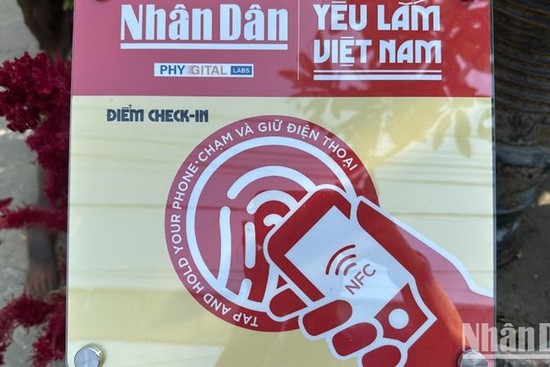 Nhân Dân
YÊU LẮM
VIỆT NAM
PHYGITAL LABS
ĐIỂM CHECK-IN
TAP AND HOLD YOUR PHONE • CHẠM VÀ GIỮ ĐIỆN THOẠI
NFC
Nhân D